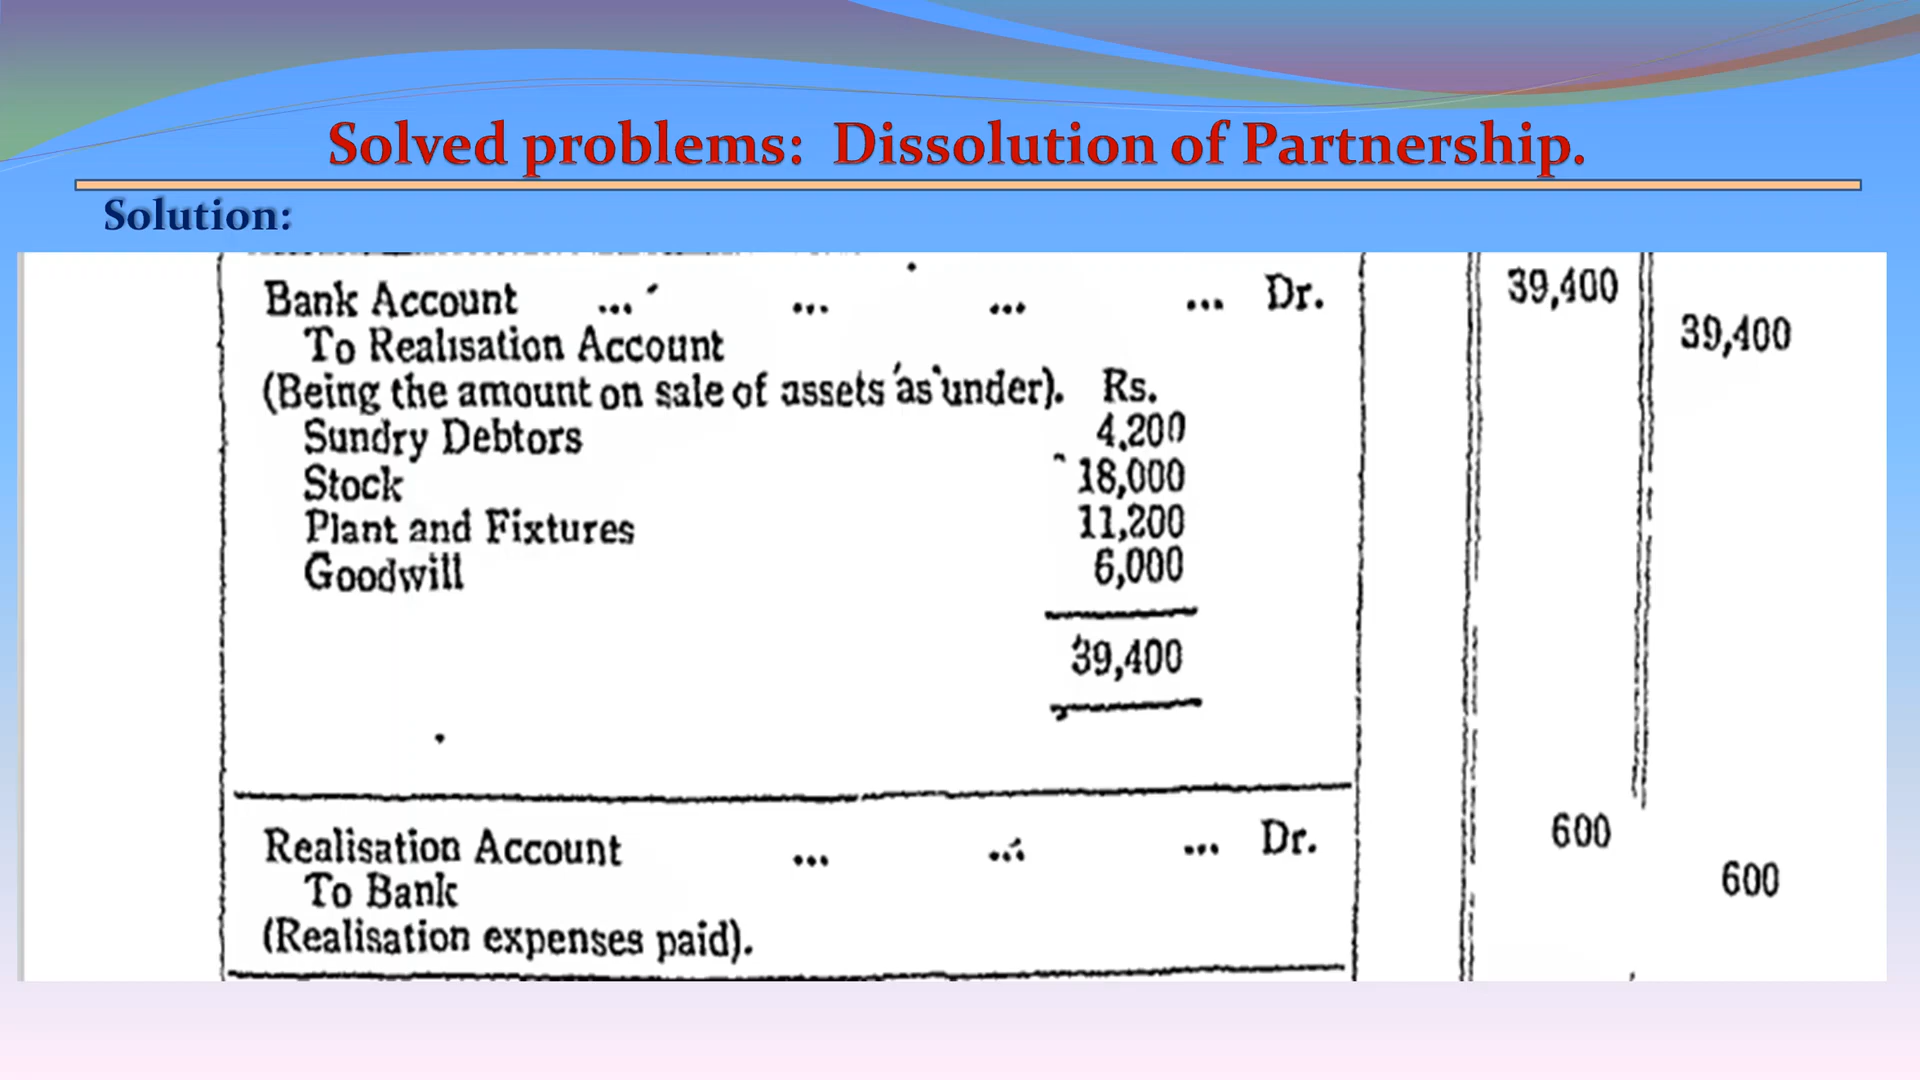 Solved problems: Dissolution of Partnership.
Solution:
Bank Account ... ... ... ... Dr. 39,400
To Realisation Account 39,400
(Being the amount on sale of assets as under). Rs.
Sundry Debtors 4,200
Stock 18,000
Plant and Fixtures 11,200
Goodwill 6,000
39,400
Realisation Account ... ... ... Dr. 600
To Bank 600
(Realisation expenses paid).